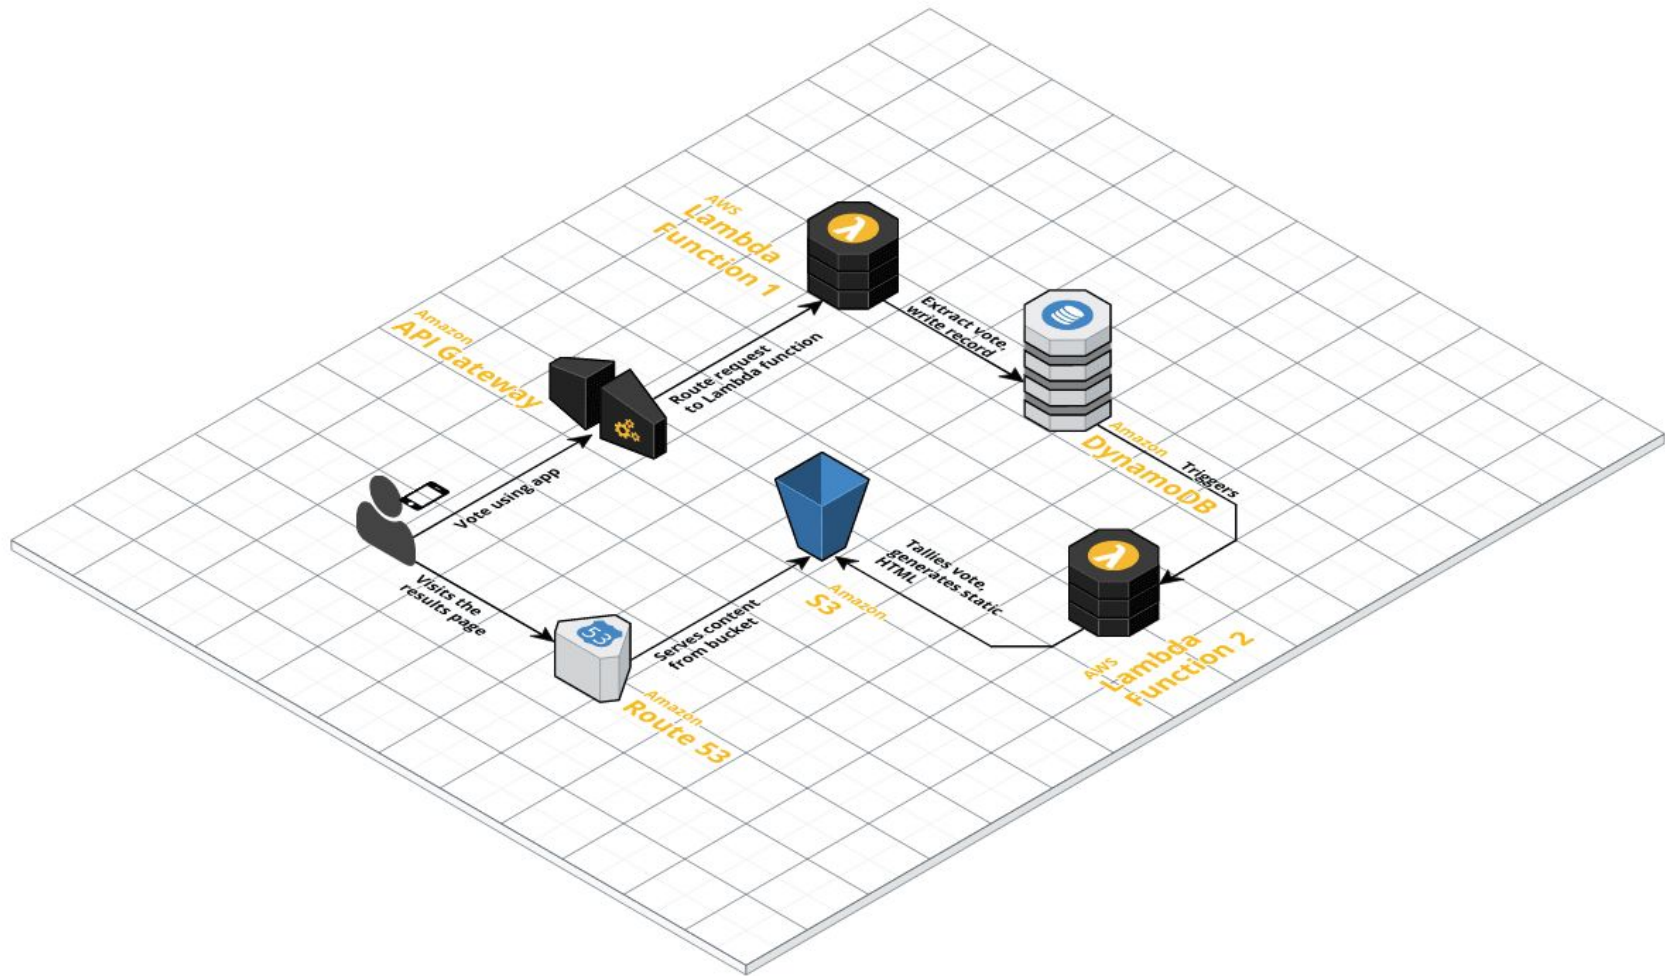 AWS
Lambda
Function 1
Amazon
API Gateway
Route request
to Lambda function
Extract vote,
write record
Amazon
DynamoDB
Triggers
Vote using app
Visits the
results page
53
Amazon
Route 53
Serves content
from bucket
Amazon
S3
Tallies vote,
generates static
HTML
AWS
Lambda
Function 2